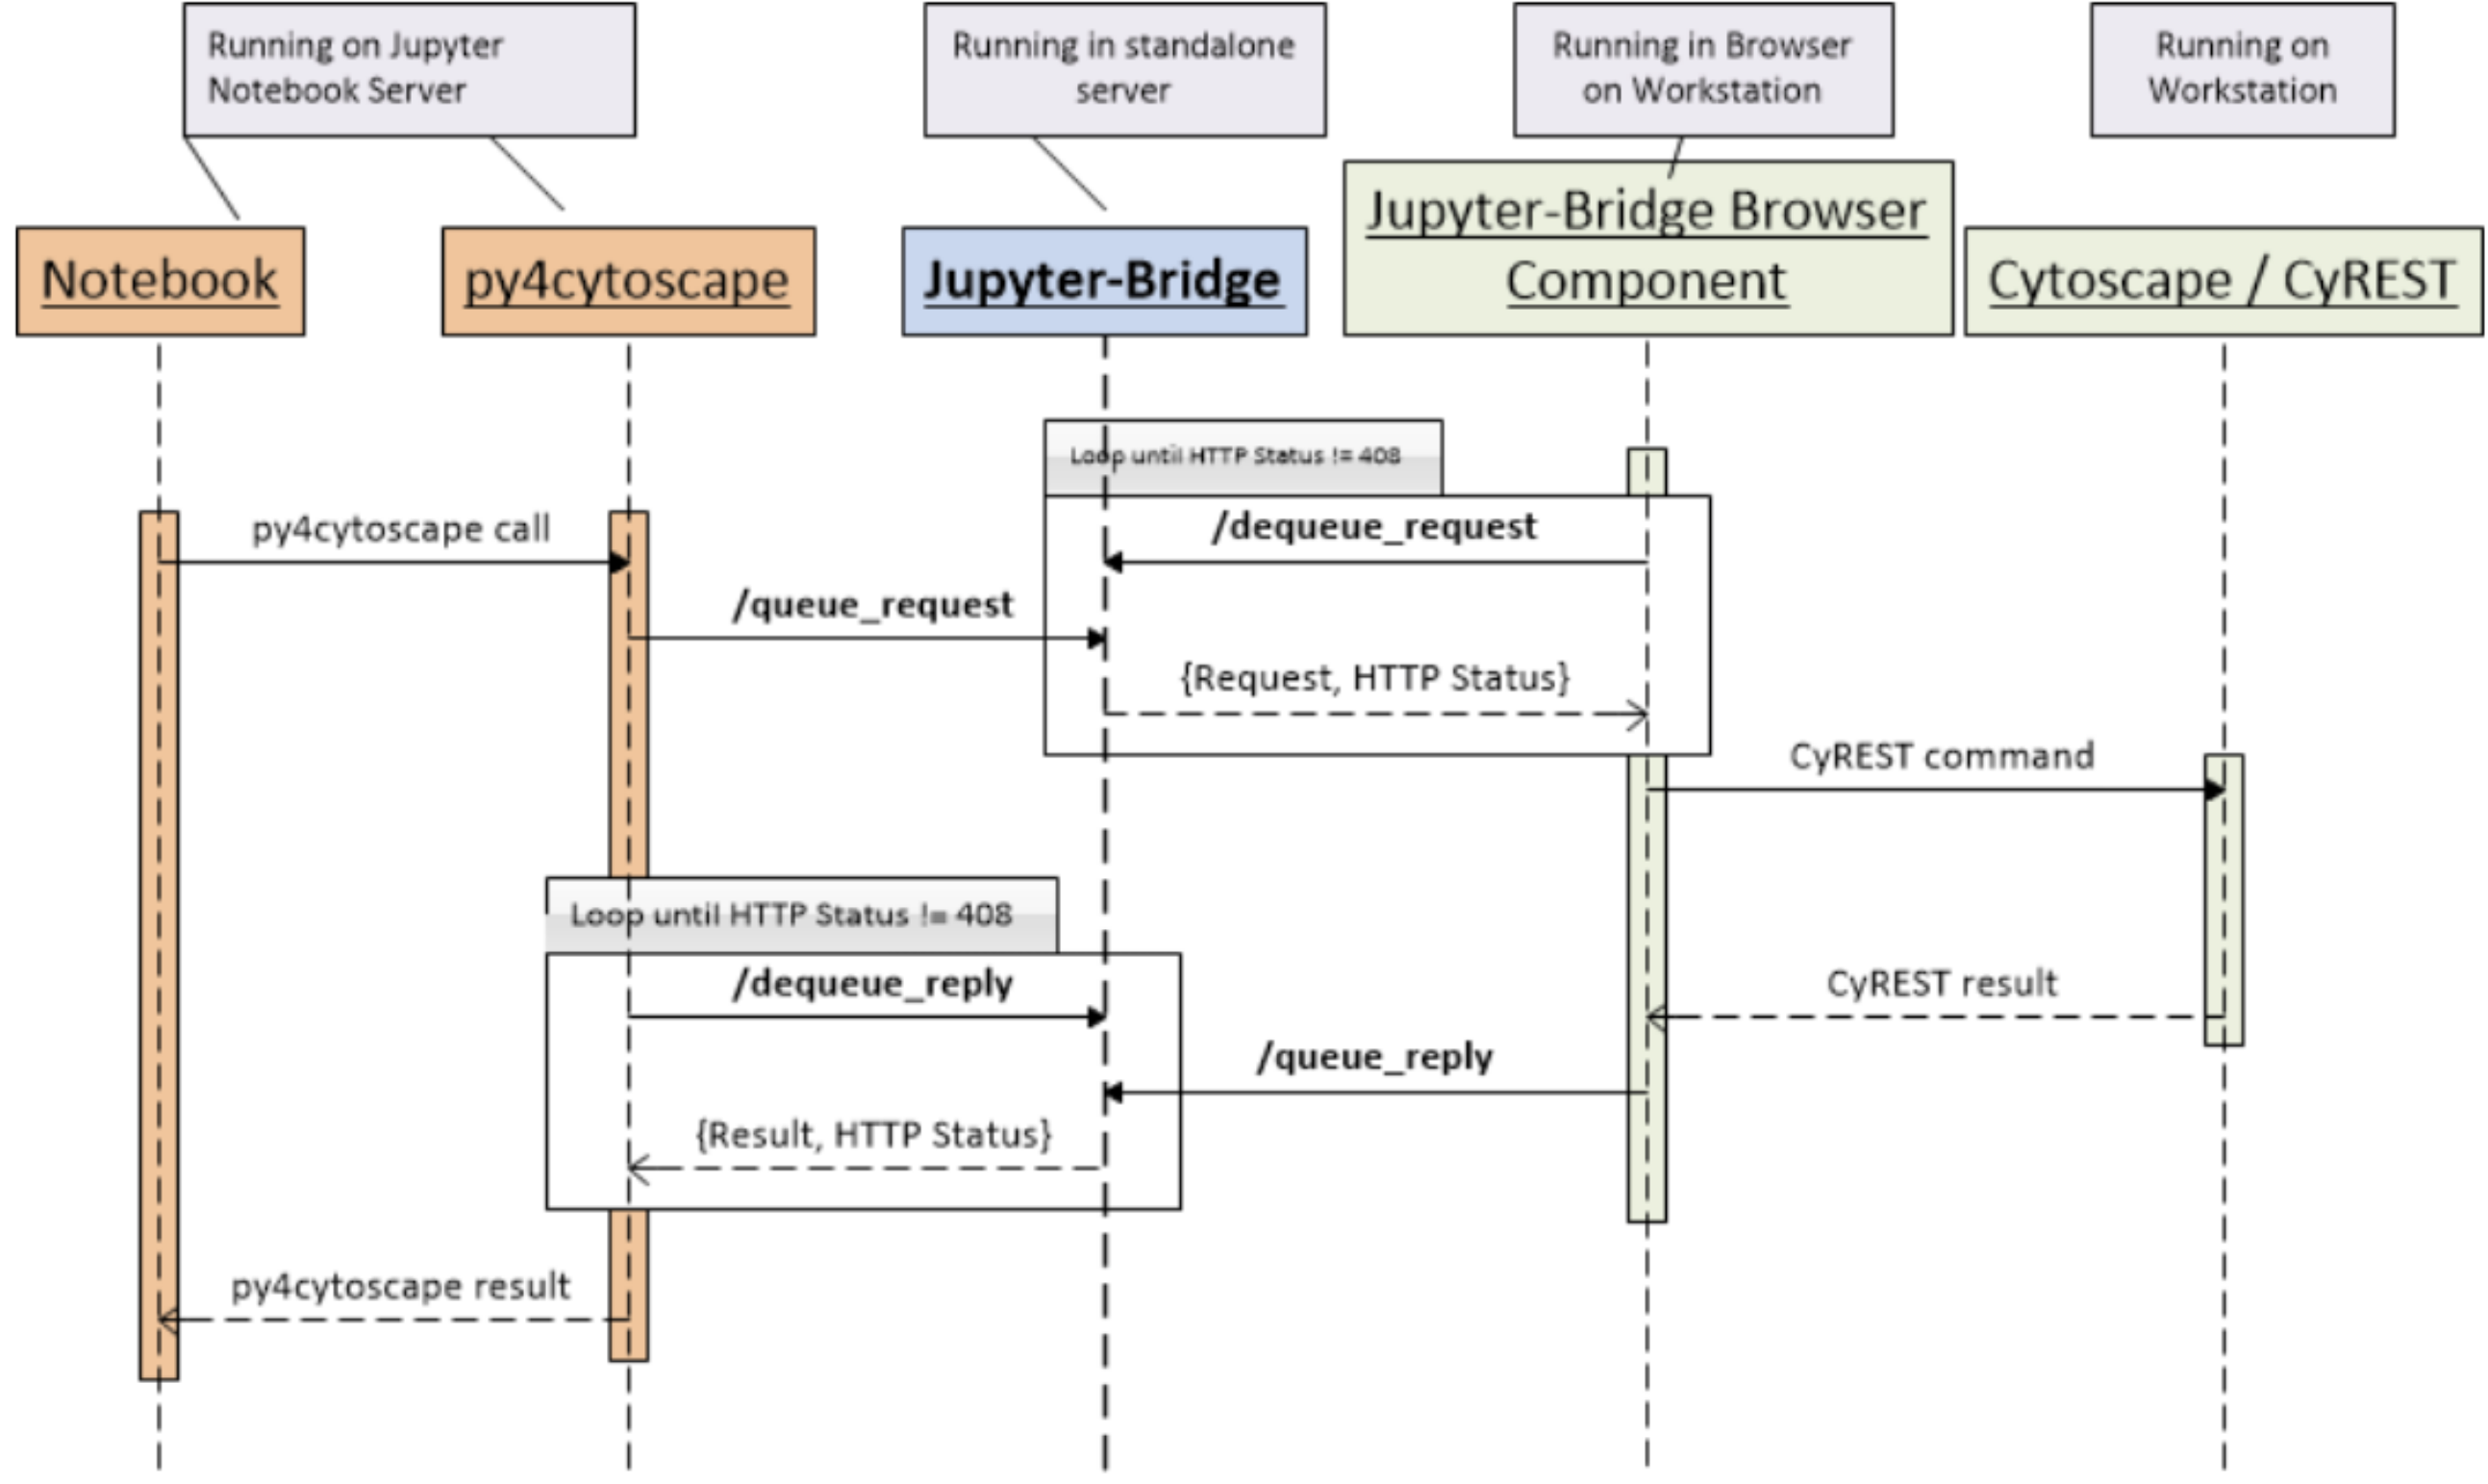 Running on Jupyter
Notebook Server
Running in standalone
server
Running in Browser
on Workstation
Running on
Workstation
Notebook
py4cytoscape
Jupyter-Bridge
Jupyter-Bridge Browser
Component
Cytoscape / CyREST
Loop until HTTP Status != 408
py4cytoscape call
/dequeue_request
/queue_request
{Request, HTTP Status}
CyREST command
Loop until HTTP Status != 408
/dequeue_reply
CyREST result
/queue_reply
{Result, HTTP Status}
py4cytoscape result